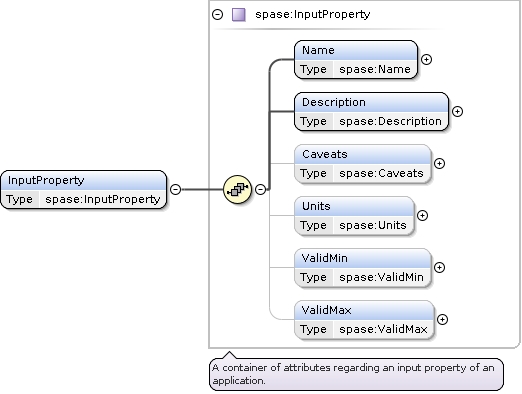 spase:InputProperty
Name
Type spase:Name
Description
Type spase:Description
Caveats
Type spase:Caveats
InputProperty
Type spase:InputProperty
Units
Type spase:Units
ValidMin
Type spase:ValidMin
ValidMax
Type spase:ValidMax
A container of attributes regarding an input property of an
application.